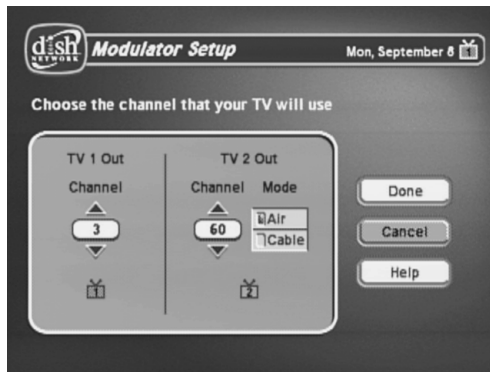 dish
NETWORK
Modulator Setup
Mon, September 8
1
Choose the channel that your TV will use
TV 1 Out
TV 2 Out
Channel
Channel Mode
3
60
Air
Cable
1
2
Done
Cancel
Help